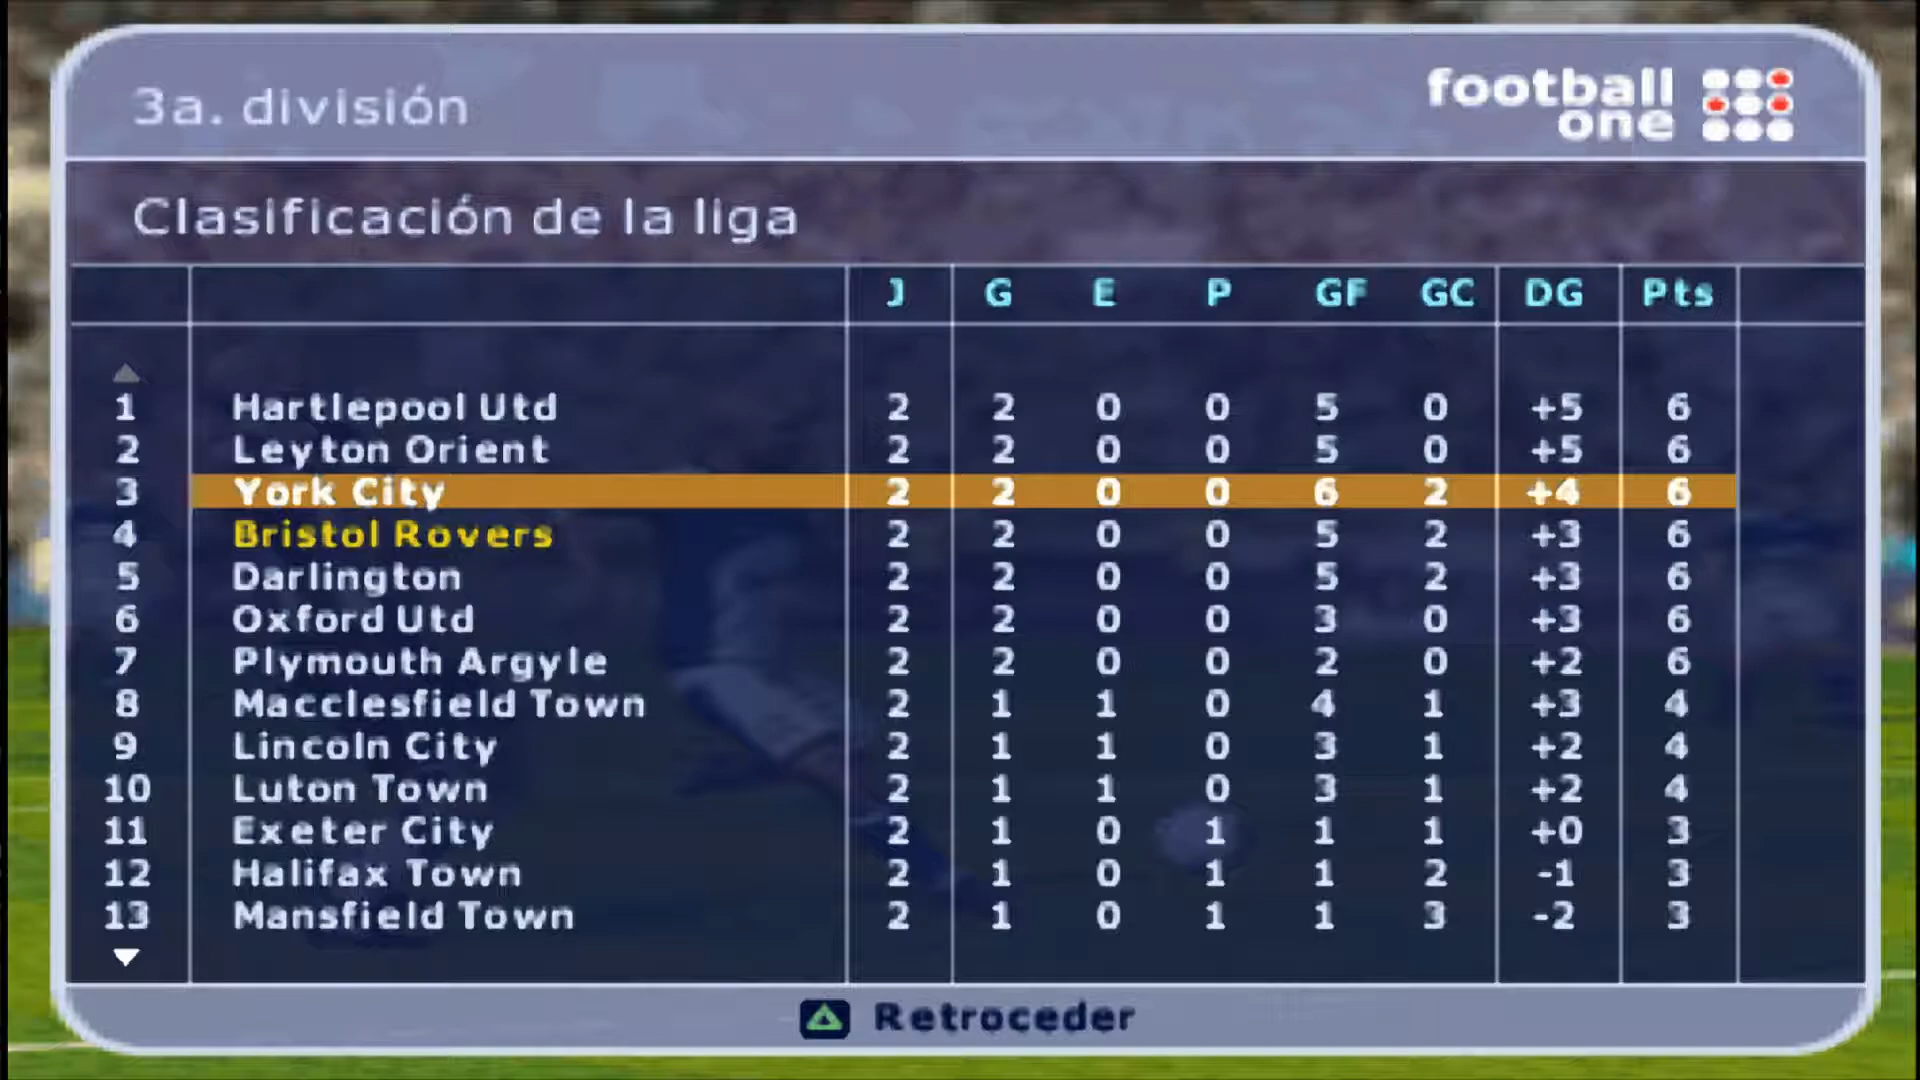 3a. división
football
one
Clasificación de la liga
J G E P GF GC DG Pts
1 Hartlepool Utd 2 2 0 0 5 0 +5 6
2 Leyton Orient 2 2 0 0 5 0 +5 6
3 York City 2 2 0 0 6 2 +4 6
4 Bristol Rovers 2 2 0 0 5 2 +3 6
5 Darlington 2 2 0 0 5 2 +3 6
6 Oxford Utd 2 2 0 0 3 0 +3 6
7 Plymouth Argyle 2 2 0 0 2 0 +2 6
8 Macclesfield Town 2 1 1 0 4 1 +3 4
9 Lincoln City 2 1 1 0 3 1 +2 4
10 Luton Town 2 1 1 0 3 1 +2 4
11 Exeter City 2 1 0 1 1 1 +0 3
12 Halifax Town 2 1 0 1 1 2 -1 3
13 Mansfield Town 2 1 0 1 1 3 -2 3
Retroceder